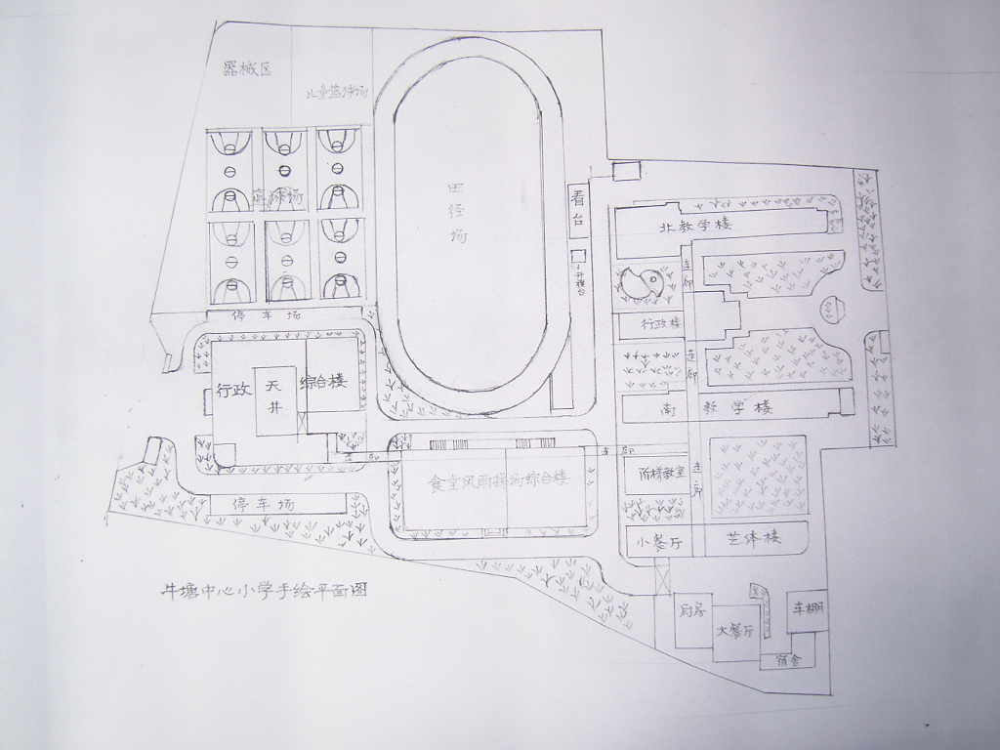 器械区
儿童篮球场
篮球场
田径场
看台
升旗台
北教学楼
连廊
行政楼
连廊
南教学楼
停车场
行政
天井
综合楼
连廊
连廊
食堂风雨操场综合楼
阶梯教室
连廊
停车场
小餐厅
艺体楼
牛塘中心小学手绘平面图
厨房
大餐厅
车棚
宿舍